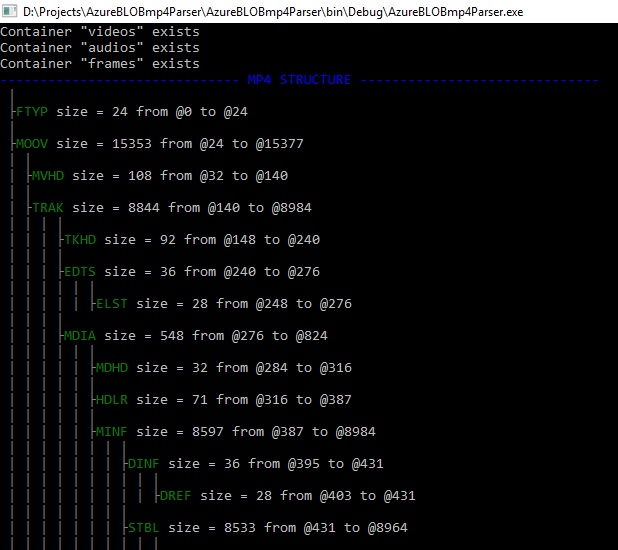 D:\Projects\AzureBLOBmp4Parser\AzureBLOBmp4Parser\bin\Debug\AzureBLOBmp4Parser.exe
Container "videos" exists
Container "audios" exists
Container "frames" exists
------------------------------ MP4 STRUCTURE ------------------------------
FTYP size = 24 from @0 to @24
MOOV size = 15353 from @24 to @15377
MVHD size = 108 from @32 to @140
TRAK size = 8844 from @140 to @8984
TKHD size = 92 from @148 to @240
EDTS size = 36 from @240 to @276
ELST size = 28 from @248 to @276
MDIA size = 548 from @276 to @824
MDHD size = 32 from @284 to @316
HDLR size = 71 from @316 to @387
MINF size = 8597 from @387 to @8984
DINF size = 36 from @395 to @431
DREF size = 28 from @403 to @431
STBL size = 8533 from @431 to @8964